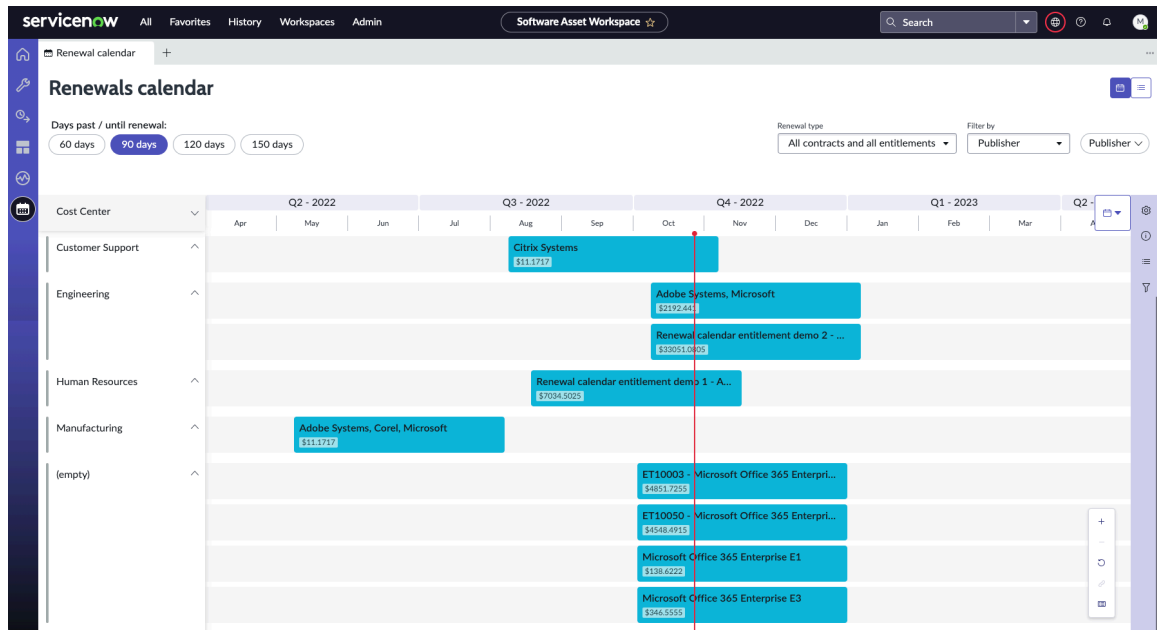 servicenow All Favorites History Workspaces Admin Software Asset Workspace Search M
Renewal calendar
Renewals calendar
Days past / until renewal:
60 days 90 days 120 days 150 days
Renewal type
All contracts and all entitlements
Filter by
Publisher
Publisher
Cost Center
Q2 - 2022 Q3 - 2022 Q4 - 2022 Q1 - 2023 Q2 -
Apr May Jun Jul Aug Sep Oct Nov Dec Jan Feb Mar
Customer Support
Citrix Systems
$11.1717
Engineering
Adobe Systems, Microsoft
$2192.441
Renewal calendar entitlement demo 2 - ...
$33051.0805
Human Resources
Renewal calendar entitlement demo 1 - A...
$7034.5025
Manufacturing
Adobe Systems, Corel, Microsoft
$11.1717
(empty)
ET10003 - Microsoft Office 365 Enterpri...
$4851.7255
ET10050 - Microsoft Office 365 Enterpri...
$4548.4915
Microsoft Office 365 Enterprise E1
$138.6222
Microsoft Office 365 Enterprise E3
$346.5555